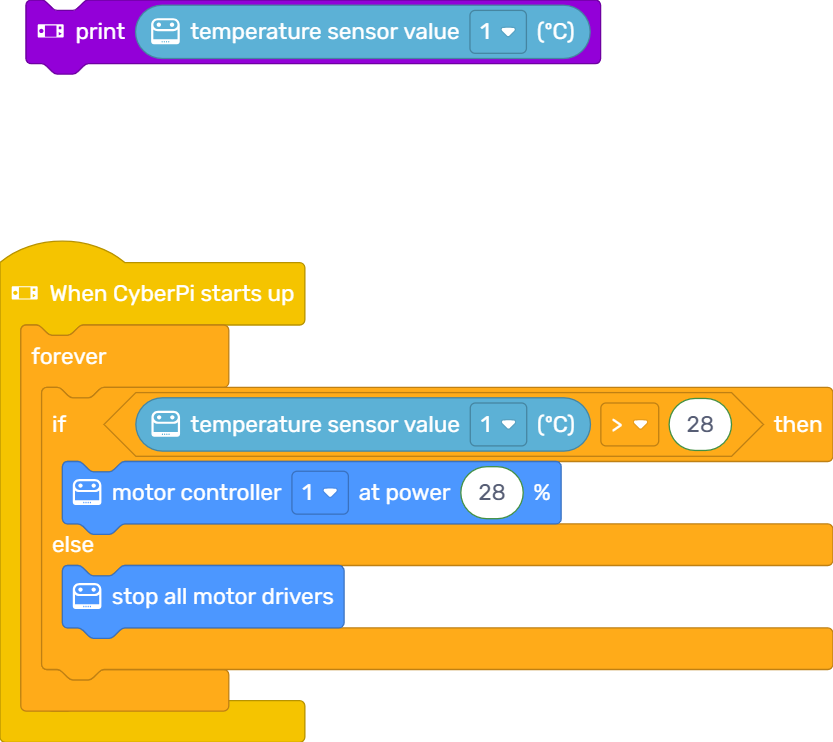 print temperature sensor value 1 (°C)
When CyberPi starts up
forever
if temperature sensor value 1 (°C) > 28 then
motor controller 1 at power 28 %
else
stop all motor drivers